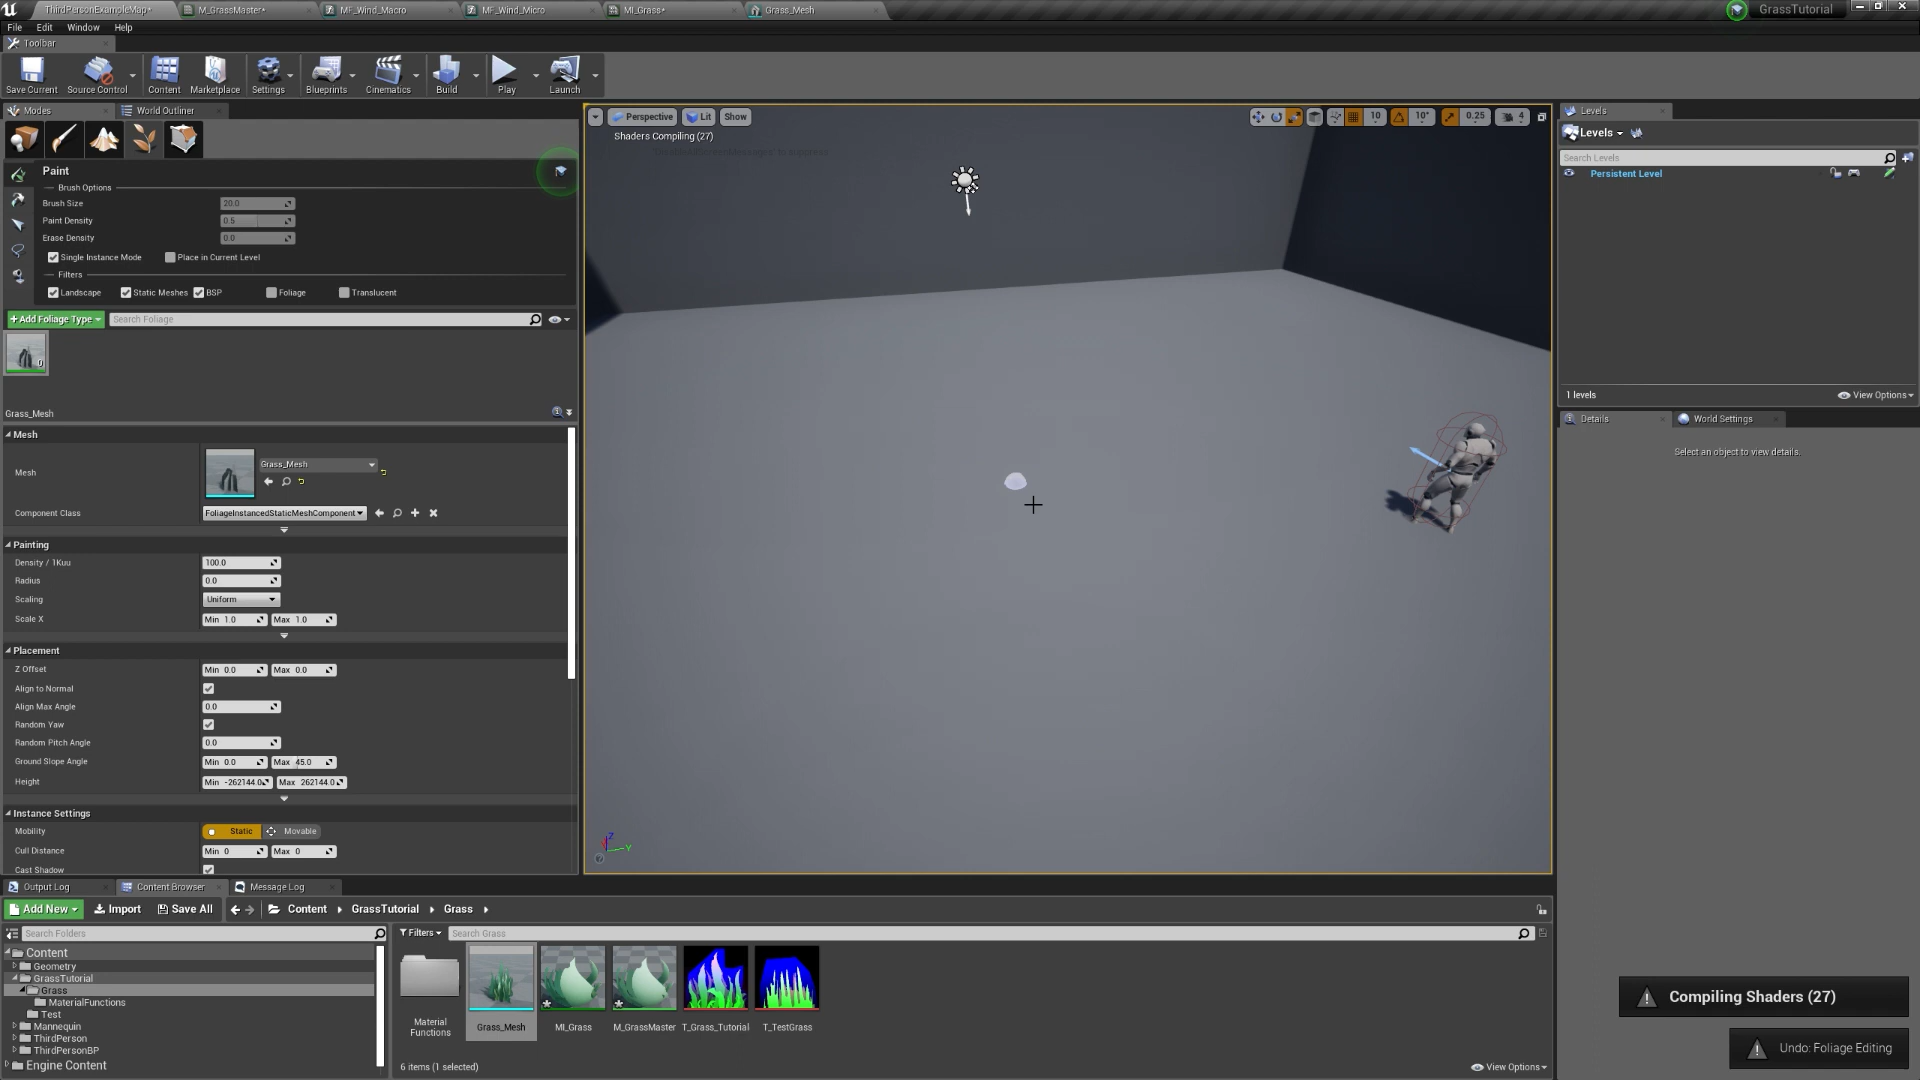 ThirdPersonExampleMap*
M_GrassMaster*
MF_Wind_Macro
MF_Wind_Micro
MI_Grass*
Grass_Mesh
GrassTutorial
File Edit Window Help
Toolbar
Save Current
Source Control
Content
Marketplace
Settings
Blueprints
Cinematics
Build
Play
Launch
Modes
World Outliner
Paint
Brush Options
Brush Size 20.0
Paint Density 0.5
Erase Density 0.0
Single Instance Mode
Place in Current Level
Filters
Landscape
Static Meshes
BSP
Foliage
Translucent
+Add Foliage Type
Search Foliage
0
Grass_Mesh
Mesh
Mesh
Grass_Mesh
Component Class
FoliageInstancedStaticMeshComponent
Painting
Density / 1Kuu 100.0
Radius 0.0
Scaling Uniform
Scale X Min 1.0 Max 1.0
Placement
Z Offset Min 0.0 Max 0.0
Align to Normal
Align Max Angle 0.0
Random Yaw
Random Pitch Angle 0.0
Ground Slope Angle Min 0.0 Max 45.0
Height Min -262144.0 Max 262144.0
Instance Settings
Mobility Static Movable
Cull Distance Min 0 Max 0
Cast Shadow
Perspective
Lit
Show
10
10°
0.25
4
Shaders Compiling (27)
Z
Y
Levels
Levels
Search Levels
Persistent Level
1 levels
View Options
Details
World Settings
Select an object to view details.
Output Log
Content Browser
Message Log
Add New
Import
Save All
Content
GrassTutorial
Grass
Search Folders
Filters
Search Grass
Content
Geometry
GrassTutorial
Grass
MaterialFunctions
Test
Mannequin
ThirdPerson
ThirdPersonBP
Engine Content
Material
Functions
Grass_Mesh
MI_Grass
M_GrassMaster
T_Grass_Tutorial
T_TestGrass
6 items (1 selected)
View Options
Compiling Shaders (27)
Undo: Foliage Editing